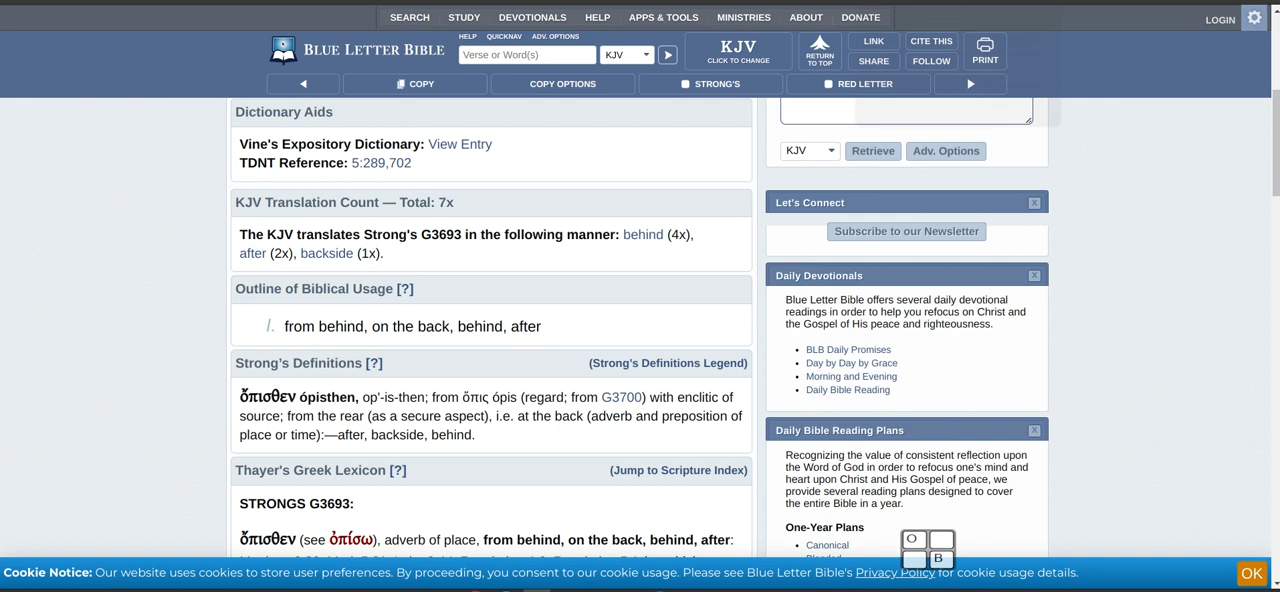 SEARCH STUDY DEVOTIONALS HELP APPS & TOOLS MINISTRIES ABOUT DONATE
LOGIN
BLUE LETTER BIBLE
HELP QUICKNAV ADV. OPTIONS
Verse or Word(s)
KJV
KJV
CLICK TO CHANGE
RETURN
TO TOP
LINK
SHARE
CITE THIS
FOLLOW
PRINT
COPY
COPY OPTIONS
STRONG'S
RED LETTER
Dictionary Aids
Vine's Expository Dictionary: View Entry
TDNT Reference: 5:289,702
KJV Translation Count — Total: 7x
The KJV translates Strong's G3693 in the following manner: behind (4x),
after (2x), backside (1x).
Outline of Biblical Usage [?]
I. from behind, on the back, behind, after
Strong’s Definitions [?]
(Strong’s Definitions Legend)
ὄπισθεν ópisthen, op'-is-then; from ὄπις ópis (regard; from G3700) with enclitic of
source; from the rear (as a secure aspect), i.e. at the back (adverb and preposition of
place or time):—after, backside, behind.
Thayer's Greek Lexicon [?]
(Jump to Scripture Index)
STRONGS G3693:
ὄπισθεν (see ὀπίσω), adverb of place, from behind, on the back, behind, after:
KJV
Retrieve
Adv. Options
Let's Connect
X
Subscribe to our Newsletter
Daily Devotionals
X
Blue Letter Bible offers several daily devotional
readings in order to help you refocus on Christ and
the Gospel of His peace and righteousness.
• BLB Daily Promises
• Day by Day by Grace
• Morning and Evening
• Daily Bible Reading
Daily Bible Reading Plans
X
Recognizing the value of consistent reflection upon
the Word of God in order to refocus one's mind and
heart upon Christ and His Gospel of peace, we
provide several reading plans designed to cover
the entire Bible in a year.
One-Year Plans
• Canonical
O
B
Cookie Notice: Our website uses cookies to store user preferences. By proceeding, you consent to our cookie usage. Please see Blue Letter Bible's Privacy Policy for cookie usage details.
OK